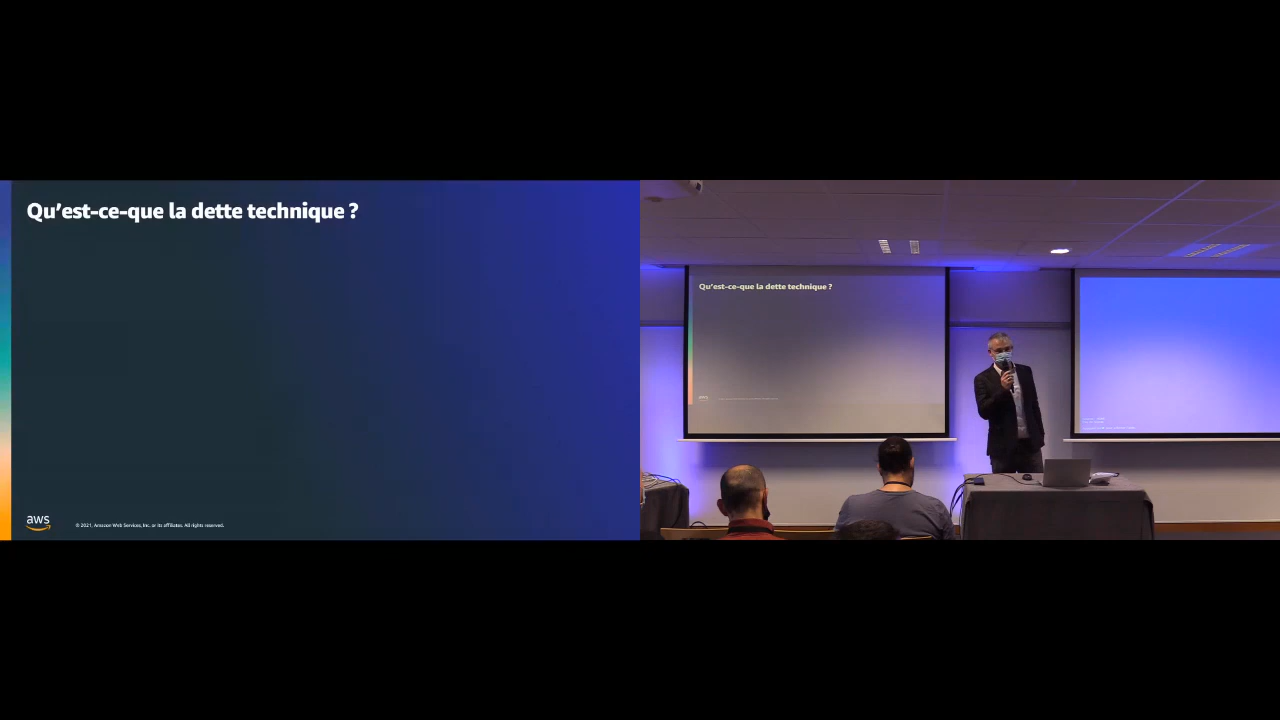 Qu’est-ce-que la dette technique ?
aws
© 2021, Amazon Web Services, Inc. or its affiliates. All rights reserved.
Qu’est-ce-que la dette technique ?
aws